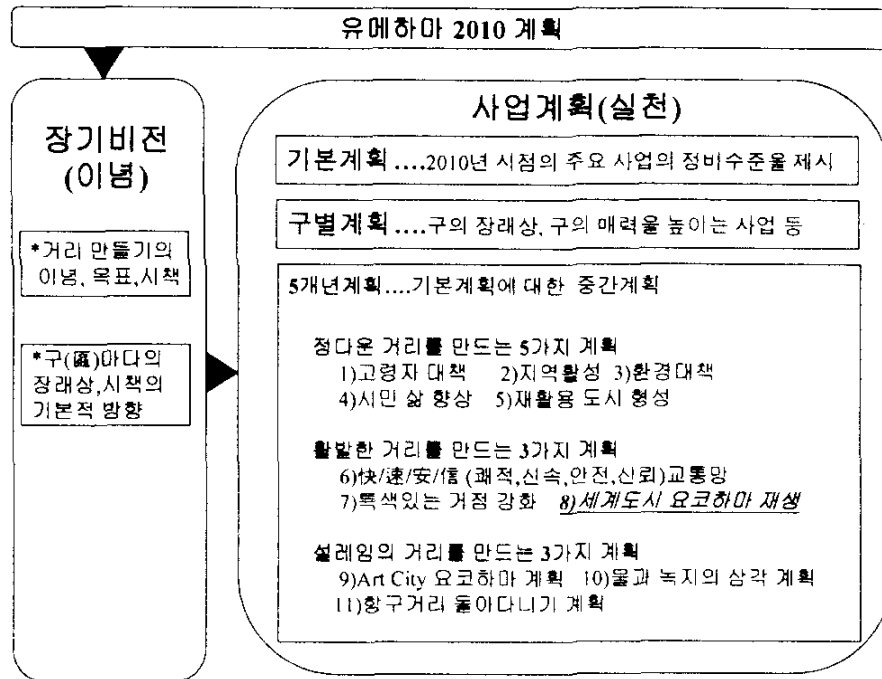 유메하마 2010 계획
장기비전
(이념)
*거리 만들기의
이념, 목표,시책
*구(區)마다의
장래상,시책의
기본적 방향
사업계획(실천)
기본계획....2010년 시점의 주요 사업의 정비수준을 제시
구별계획....구의 장래상, 구의 매력을 높이는 사업 등
5개년계획....기본계획에 대한 중간계획
정다운 거리를 만드는 5가지 계획
1)고령자 대책 2)지역활성 3)환경대책
4)시민 삶 향상 5)재활용 도시 형성
활발한 거리를 만드는 3가지 계획
6)快/速/安/信 (쾌적,신속,안전,신뢰)교통망
7)특색있는 거점 강화 8)세계도시 요코하마 재생
설레임의 거리를 만드는 3가지 계획
9)Art City 요코하마 계획 10)물과 녹지의 삼각 계획
11)항구거리 돌아다니기 계획